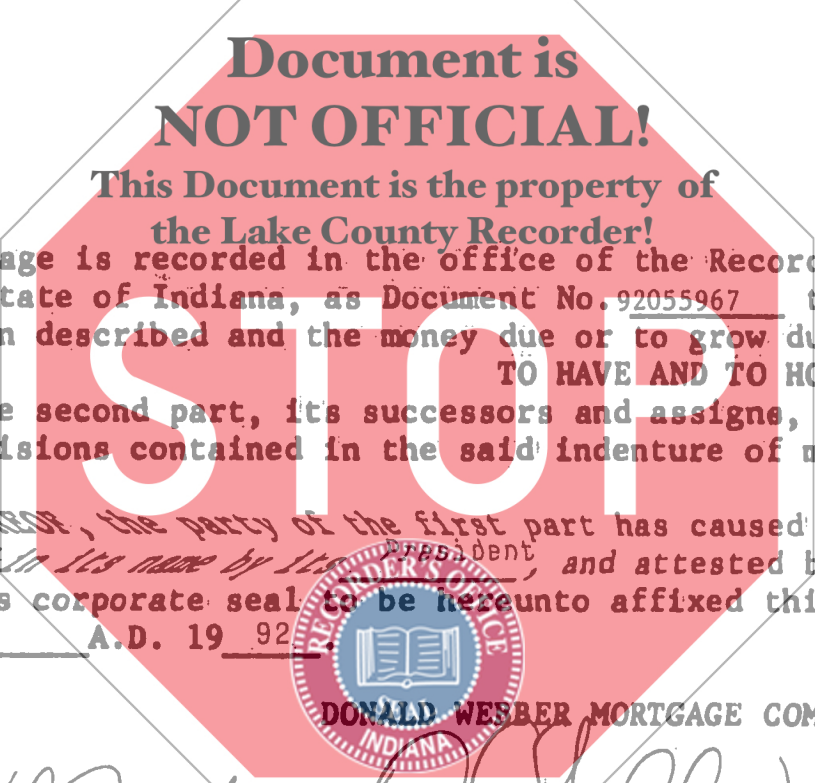 Document is
NOT OFFICIAL!
This Document is the property of
the Lake County Recorder!
age is recorded in the office of the Recor
tate of Indiana, as Document No. 92055967 t
n described and the money due or to grow du
TO HAVE AND TO HO
e second part, its successors and assigns,
isions contained in the said indenture of m
STOP
REOF, the party of the first part has caused
in its name by its President, and attested b
s corporate seal to be hereunto affixed thi
A.D. 19 92.
RECORDER'S OFFICE
SEAL
INDIANA
DONALD WEBBER MORTGAGE COM